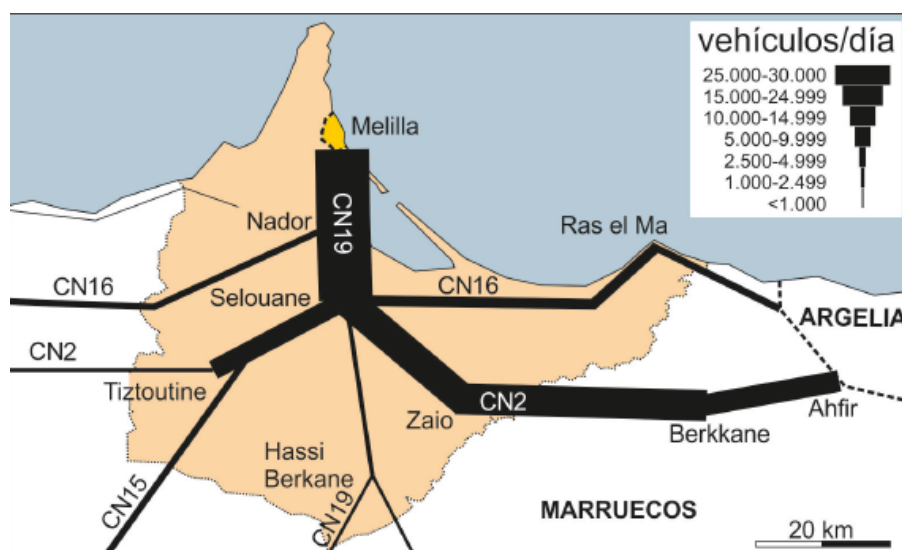 vehículos/día
25.000-30.000
15.000-24.999
10.000-14.999
5.000-9.999
2.500-4.999
1.000-2.499
<1.000
Melilla
CN19
Nador
Ras el Ma
CN16
Selouane
CN16
ARGELIA
CN2
Tiztoutine
CN2
Zaio
Ahfir
Berkkane
Hassi
Berkane
CN15
CN19
MARRUECOS
20 km